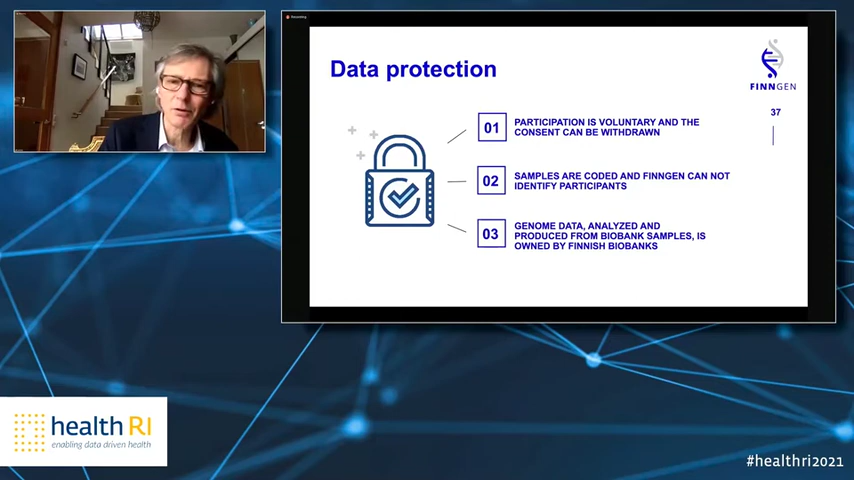 Data protection
FINNGEN
37
01
PARTICIPATION IS VOLUNTARY AND THE
CONSENT CAN BE WITHDRAWN
02
SAMPLES ARE CODED AND FINNGEN CAN NOT
IDENTIFY PARTICIPANTS
03
GENOME DATA, ANALYZED AND
PRODUCED FROM BIOBANK SAMPLES, IS
OWNED BY FINNISH BIOBANKS
health RI
enabling data driven health
#healthri2021